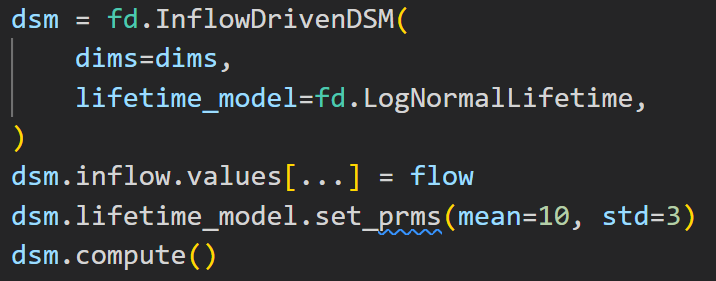 dsm = fd.InflowDrivenDSM(
    dims=dims,
    lifetime_model=fd.LogNormalLifetime,
)
dsm.inflow.values[...] = flow
dsm.lifetime_model.set_prms(mean=10, std=3)
dsm.compute()